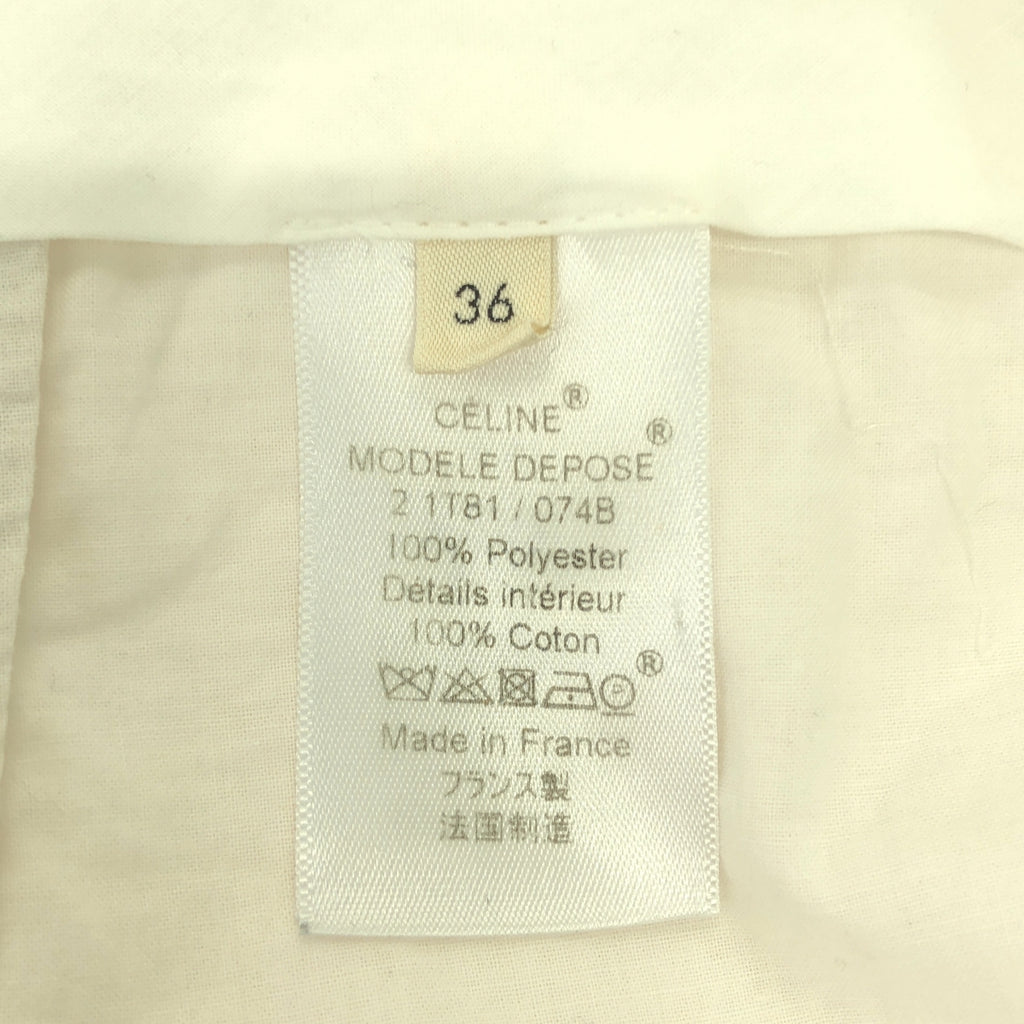 36
CÉLINE®
MODELE DEPOSE®
2 1T81 / 074B
100% Polyester
Détails intérieur
100% Coton
P ®
Made in France
フランス製
法国制造